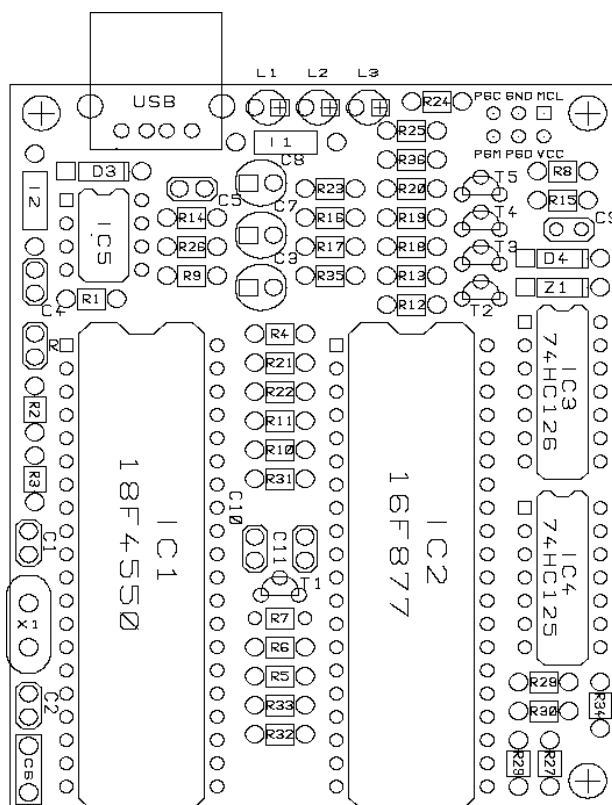 L1 L2 L3
USB
R24
PGC GND MCL
PGM PGD VCC
I1
R25
R36
C8
D3
I2
C5
R23
R20
T5
R8
R15
IC5
R14
C7
R16
R19
T4
C9
R26
R17
R18
T3
D4
R9
C3
R35
R13
Z1
R1
C4
R12
T2
R
R4
R21
R22
R11
R10
R31
R2
R3
IC3
74HC126
C1
18F4550
IC1
C10
C11
16F877
IC2
IC4
74HC125
T1
X1
R7
R6
R5
R33
R32
C2
R29
R30
R34
R27